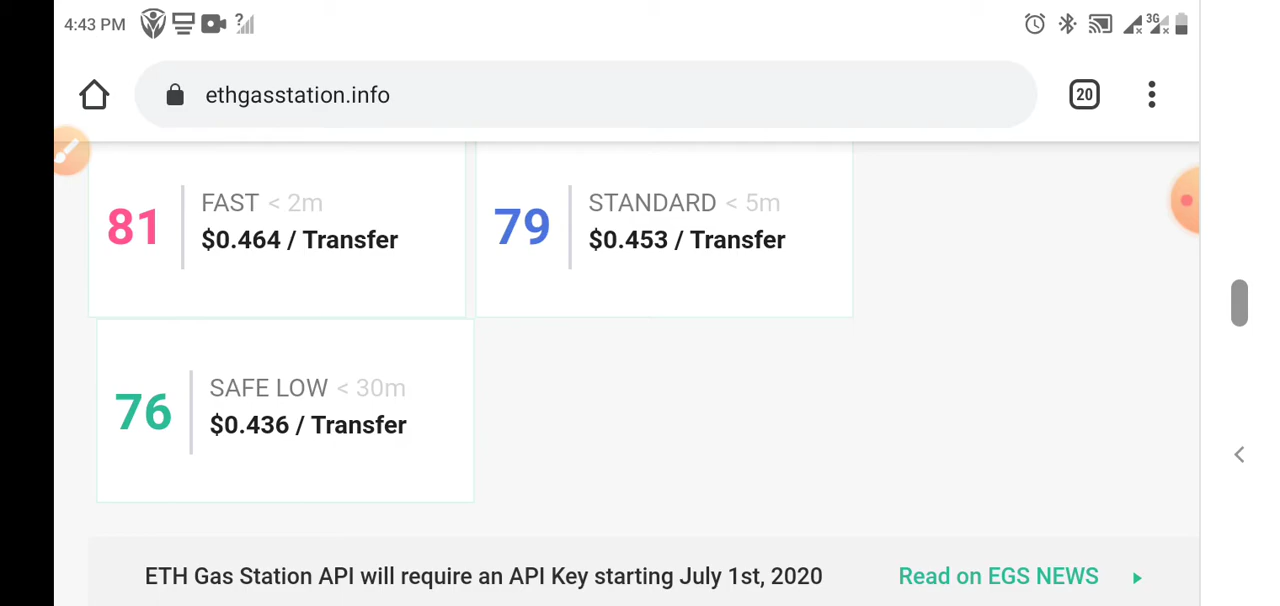 4:43 PM
?
3G
ethgasstation.info
20
81
FAST < 2m
$0.464 / Transfer
79
STANDARD < 5m
$0.453 / Transfer
76
SAFE LOW < 30m
$0.436 / Transfer
ETH Gas Station API will require an API Key starting July 1st, 2020
Read on EGS NEWS